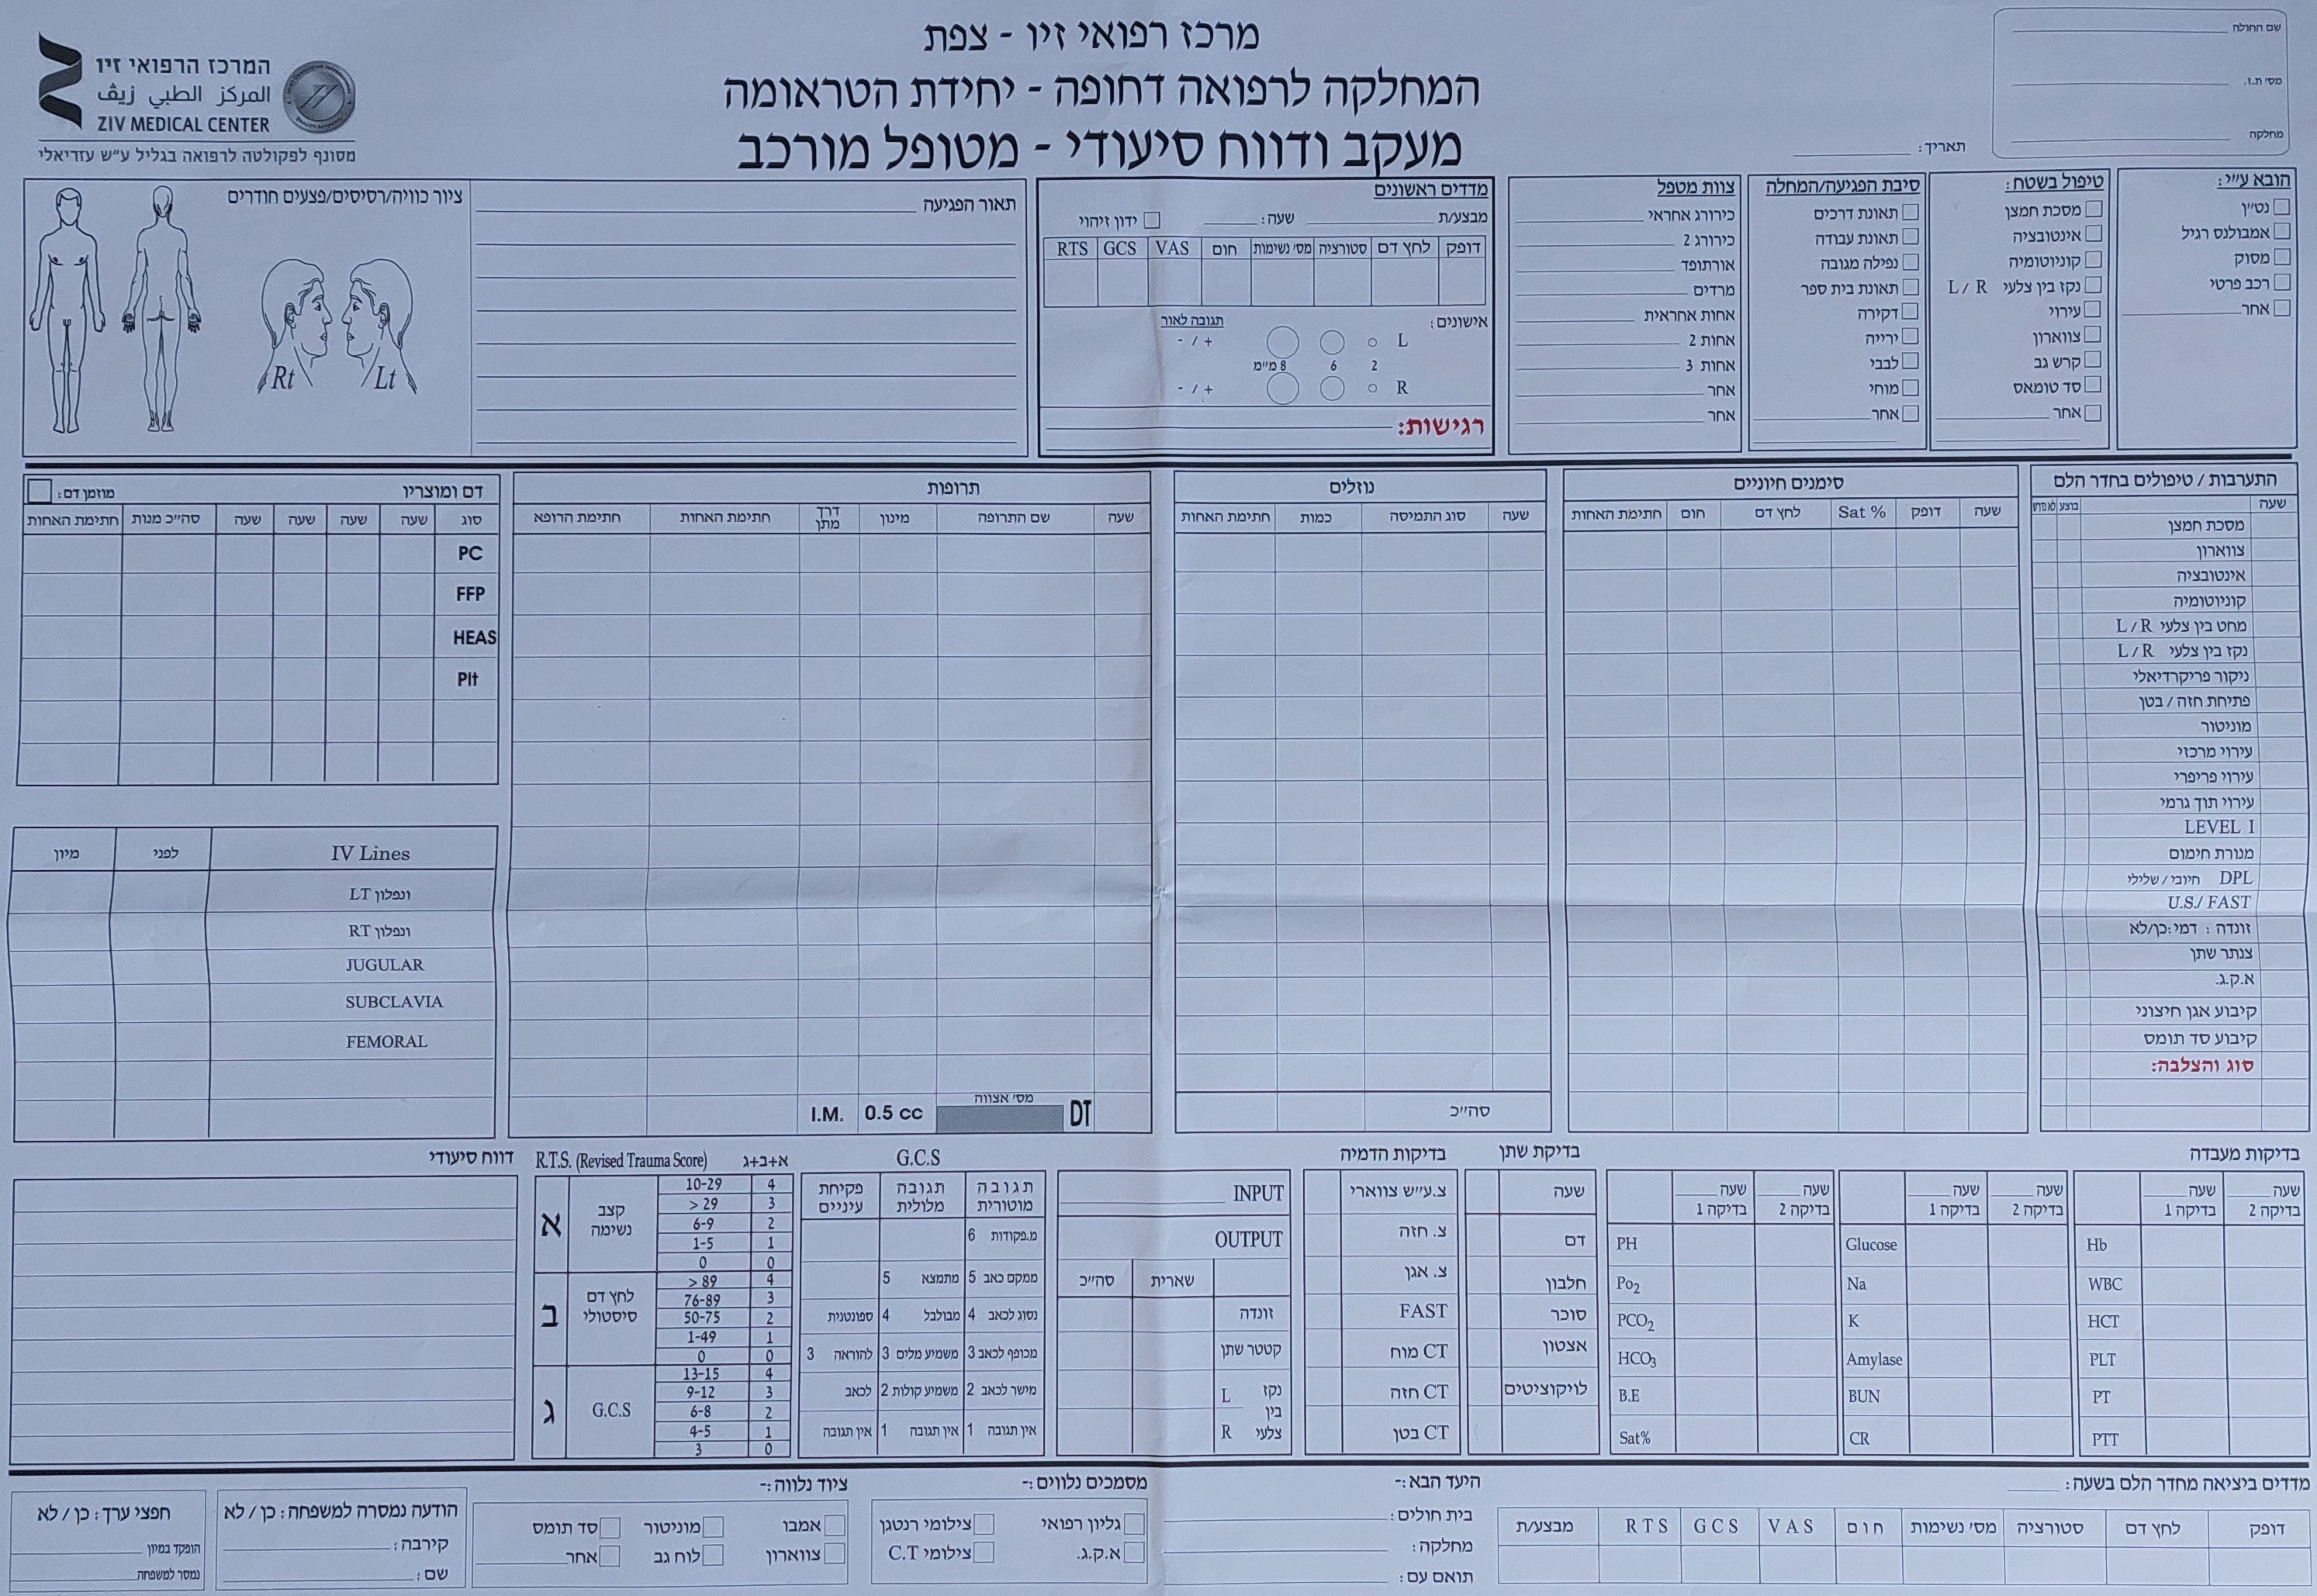 מרכז רפואי זיו - צפת
המחלקה לרפואה דחופה - יחידת הטראומה
מעקב ודווח סיעודי - מטופל מורכב
המרכז הרפואי זיו
المركز الطبي زيڤ
ZIV MEDICAL CENTER
מסונף לפקולטה לרפואה בגליל ע״ש עזריאלי
שם החולה
מס׳ ת.ז.
מחלקה
תאריך:
הובא ע״י:
נט״ן
אמבולנס רגיל
מסוק
רכב פרטי
אחר
טיפול בשטח:
מסכת חמצן
אינטובציה
קוניוטומיה
נקז בין צלעי L / R
עירוי
צווארון
קרש גב
סד טומאס
אחר
סיבת הפגיעה/המחלה
תאונת דרכים
תאונת עבודה
נפילה מגובה
תאונת בית ספר
דקירה
ירייה
לבבי
מוחי
אחר
צוות מטפל
כירורג אחראי
כירורג 2
אורתופד
מרדים
אחות אחראית
אחות 2
אחות 3
אחר
אחר
מדדים ראשונים
מבצע/ת שעה: ידון זיהוי
דופק לחץ דם סטורציה מס׳ נשימות חום VAS GCS RTS
אישונים: תגובה לאור
L + / -
2 6 8 מ״מ
R + / -
רגישות:
תאור הפגיעה
ציור כוויה/רסיסים/פצעים חודרים
Rt Lt
התערבות / טיפולים בחדר הלם
שעה בוצע
מסכת חמצן
צווארון
אינטובציה
קוניוטומיה
מחט בין צלעי L / R
נקז בין צלעי L / R
ניקור פריקרדיאלי
פתיחת חזה / בטן
מוניטור
עירוי מרכזי
עירוי פריפרי
עירוי תוך גרמי
LEVEL I
מנורת חימום
DPL חיובי / שלילי
U.S./ FAST
זונדה : דמי:כן/לא
צנתר שתן
א.ק.ג.
קיבוע אגן חיצוני
קיבוע סד תומס
סוג והצלבה:
סימנים חיוניים
שעה דופק Sat % לחץ דם חום חתימת האחות
נוזלים
שעה סוג התמיסה כמות חתימת האחות
סה״כ
תרופות
שעה שם התרופה מינון דרך מתן חתימת האחות חתימת הרופא
DT מס׳ אצווה 0.5 cc I.M.
דם ומוצריו מוזמן דם:
סוג שעה שעה שעה שעה סה״כ מנות חתימת האחות
PC
FFP
HEAS
Plt
IV Lines לפני מיון
ונפלון LT
ונפלון RT
JUGULAR
SUBCLAVIA
FEMORAL
בדיקות מעבדה
שעה שעה
בדיקה 1 בדיקה 2
Hb
WBC
HCT
PLT
PT
PTT
שעה שעה
בדיקה 1 בדיקה 2
Glucose
Na
K
Amylase
BUN
CR
שעה שעה
בדיקה 1 בדיקה 2
PH
Po2
PCO2
HCO3
B.E
Sat%
בדיקת שתן
שעה
דם
חלבון
סוכר
אצטון
לויקוציטים
בדיקות הדמיה
צ.ע״ש צווארי
צ. חזה
צ. אגן
FAST
CT מוח
CT חזה
CT בטן
INPUT
OUTPUT
שארית סה״כ
זונדה
קטטר שתן
נקז בין צלעי L
R
G.C.S
תגובה מוטורית תגובה מלולית פקיחת עיניים
מ.פקודות 6
ממקם כאב 5 מתמצא 5
נסוג לכאב 4 מבולבל 4 ספונטנית
מכופף לכאב 3 משמיע מלים 3 להוראה 3
מישר לכאב 2 משמיע קולות 2 לכאב
אין תגובה 1 אין תגובה 1 אין תגובה
R.T.S. (Revised Trauma Score) א+ב+ג
א קצב נשימה
10-29 4
> 29 3
6-9 2
1-5 1
0 0
ב לחץ דם סיסטולי
> 89 4
76-89 3
50-75 2
1-49 1
0 0
ג G.C.S
13-15 4
9-12 3
6-8 2
4-5 1
3 0
דווח סיעודי
מדדים ביציאה מחדר הלם בשעה:
דופק לחץ דם סטורציה מס׳ נשימות חום VAS GCS RTS מבצע/ת
היעד הבא:-
בית חולים:
מחלקה:
תואם עם:
מסמכים נלווים:-
גליון רפואי צילומי רנטגן
א.ק.ג. צילומי C.T
ציוד נלווה:-
אמבו מוניטור סד תומס
צווארון לוח גב אחר
הודעה נמסרה למשפחה: כן / לא
קירבה:
שם:
חפצי ערך: כן / לא
הופקד במיון
נמסר למשפחה